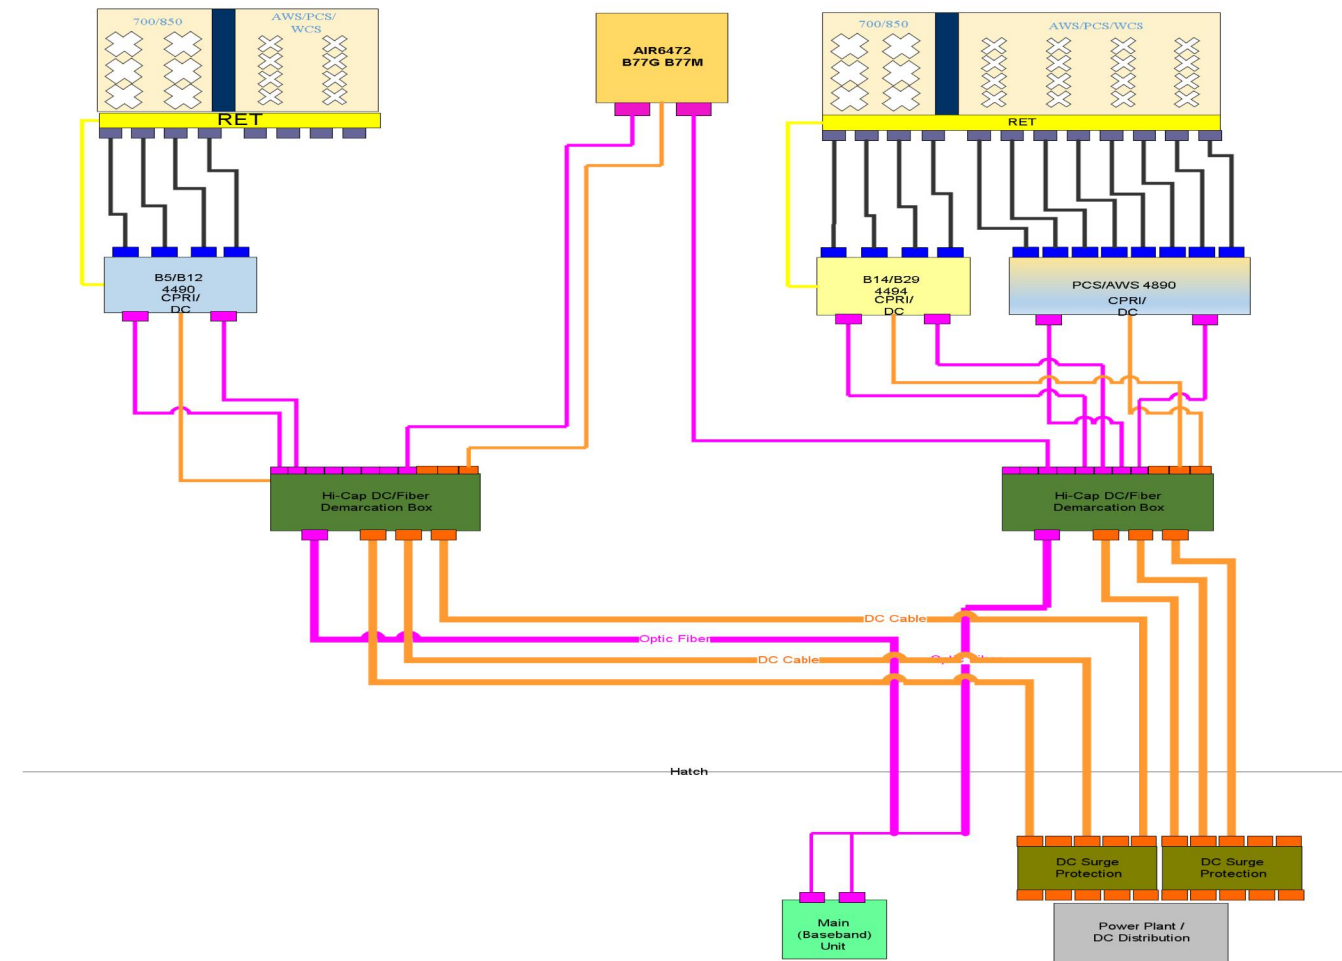 700/850
AWS/PCS/
WCS
RET
AIR6472
B77G B77M
700/850
AWS/PCS/WCS
RET
B5/B12
4490
CPRI/
DC
B14/B29
4494
CPRI/
DC
PCS/AWS 4890
CPRI/
DC
Hi-Cap DC/Fiber
Demarcation Box
Hi-Cap DC/Fiber
Demarcation Box
DC Cable
Optic Fiber
DC Cable
Hatch
DC Surge
Protection
DC Surge
Protection
Main
(Baseband)
Unit
Power Plant /
DC Distribution